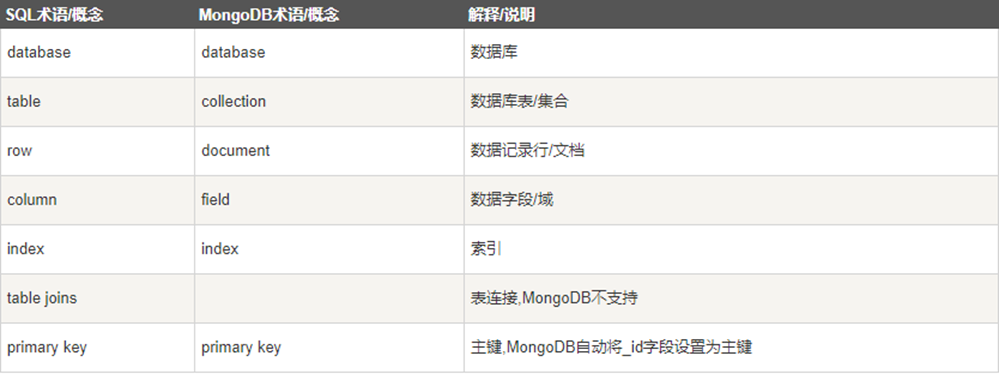 SQL术语/概念 MongoDB术语/概念 解释/说明
database database 数据库
table collection 数据库表/集合
row document 数据记录行/文档
column field 数据字段/域
index index 索引
table joins 表连接,MongoDB不支持
primary key primary key 主键,MongoDB自动将_id字段设置为主键